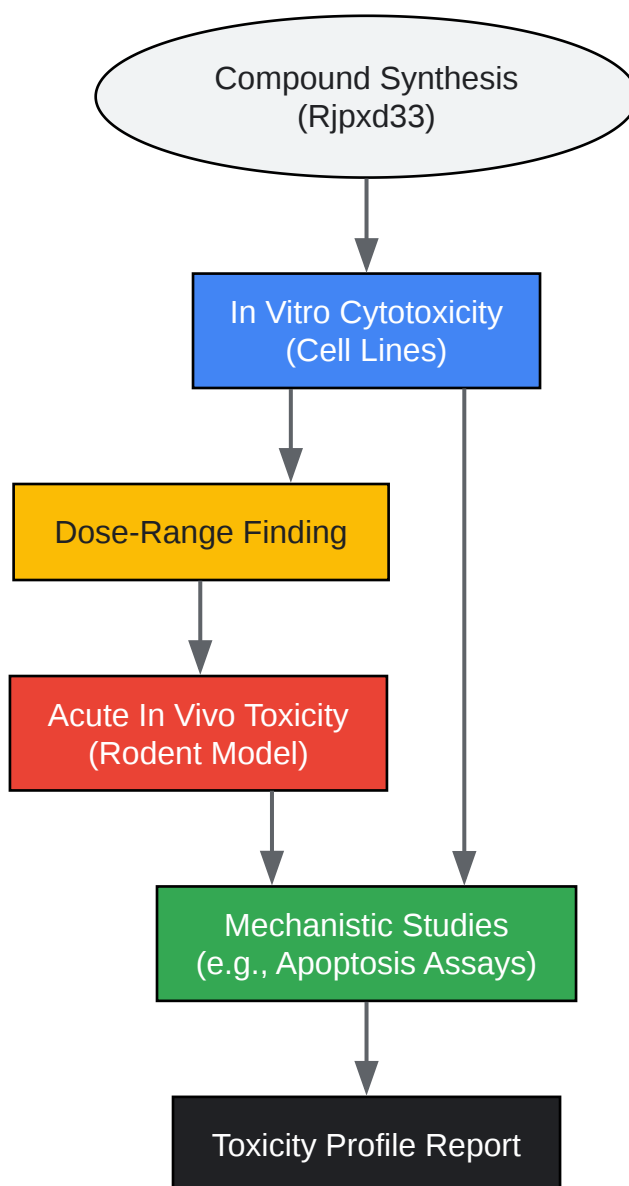 Compound Synthesis
(Rjpxd33)
In Vitro Cytotoxicity
(Cell Lines)
Dose-Range Finding
Acute In Vivo Toxicity
(Rodent Model)
Mechanistic Studies
(e.g., Apoptosis Assays)
Toxicity Profile Report